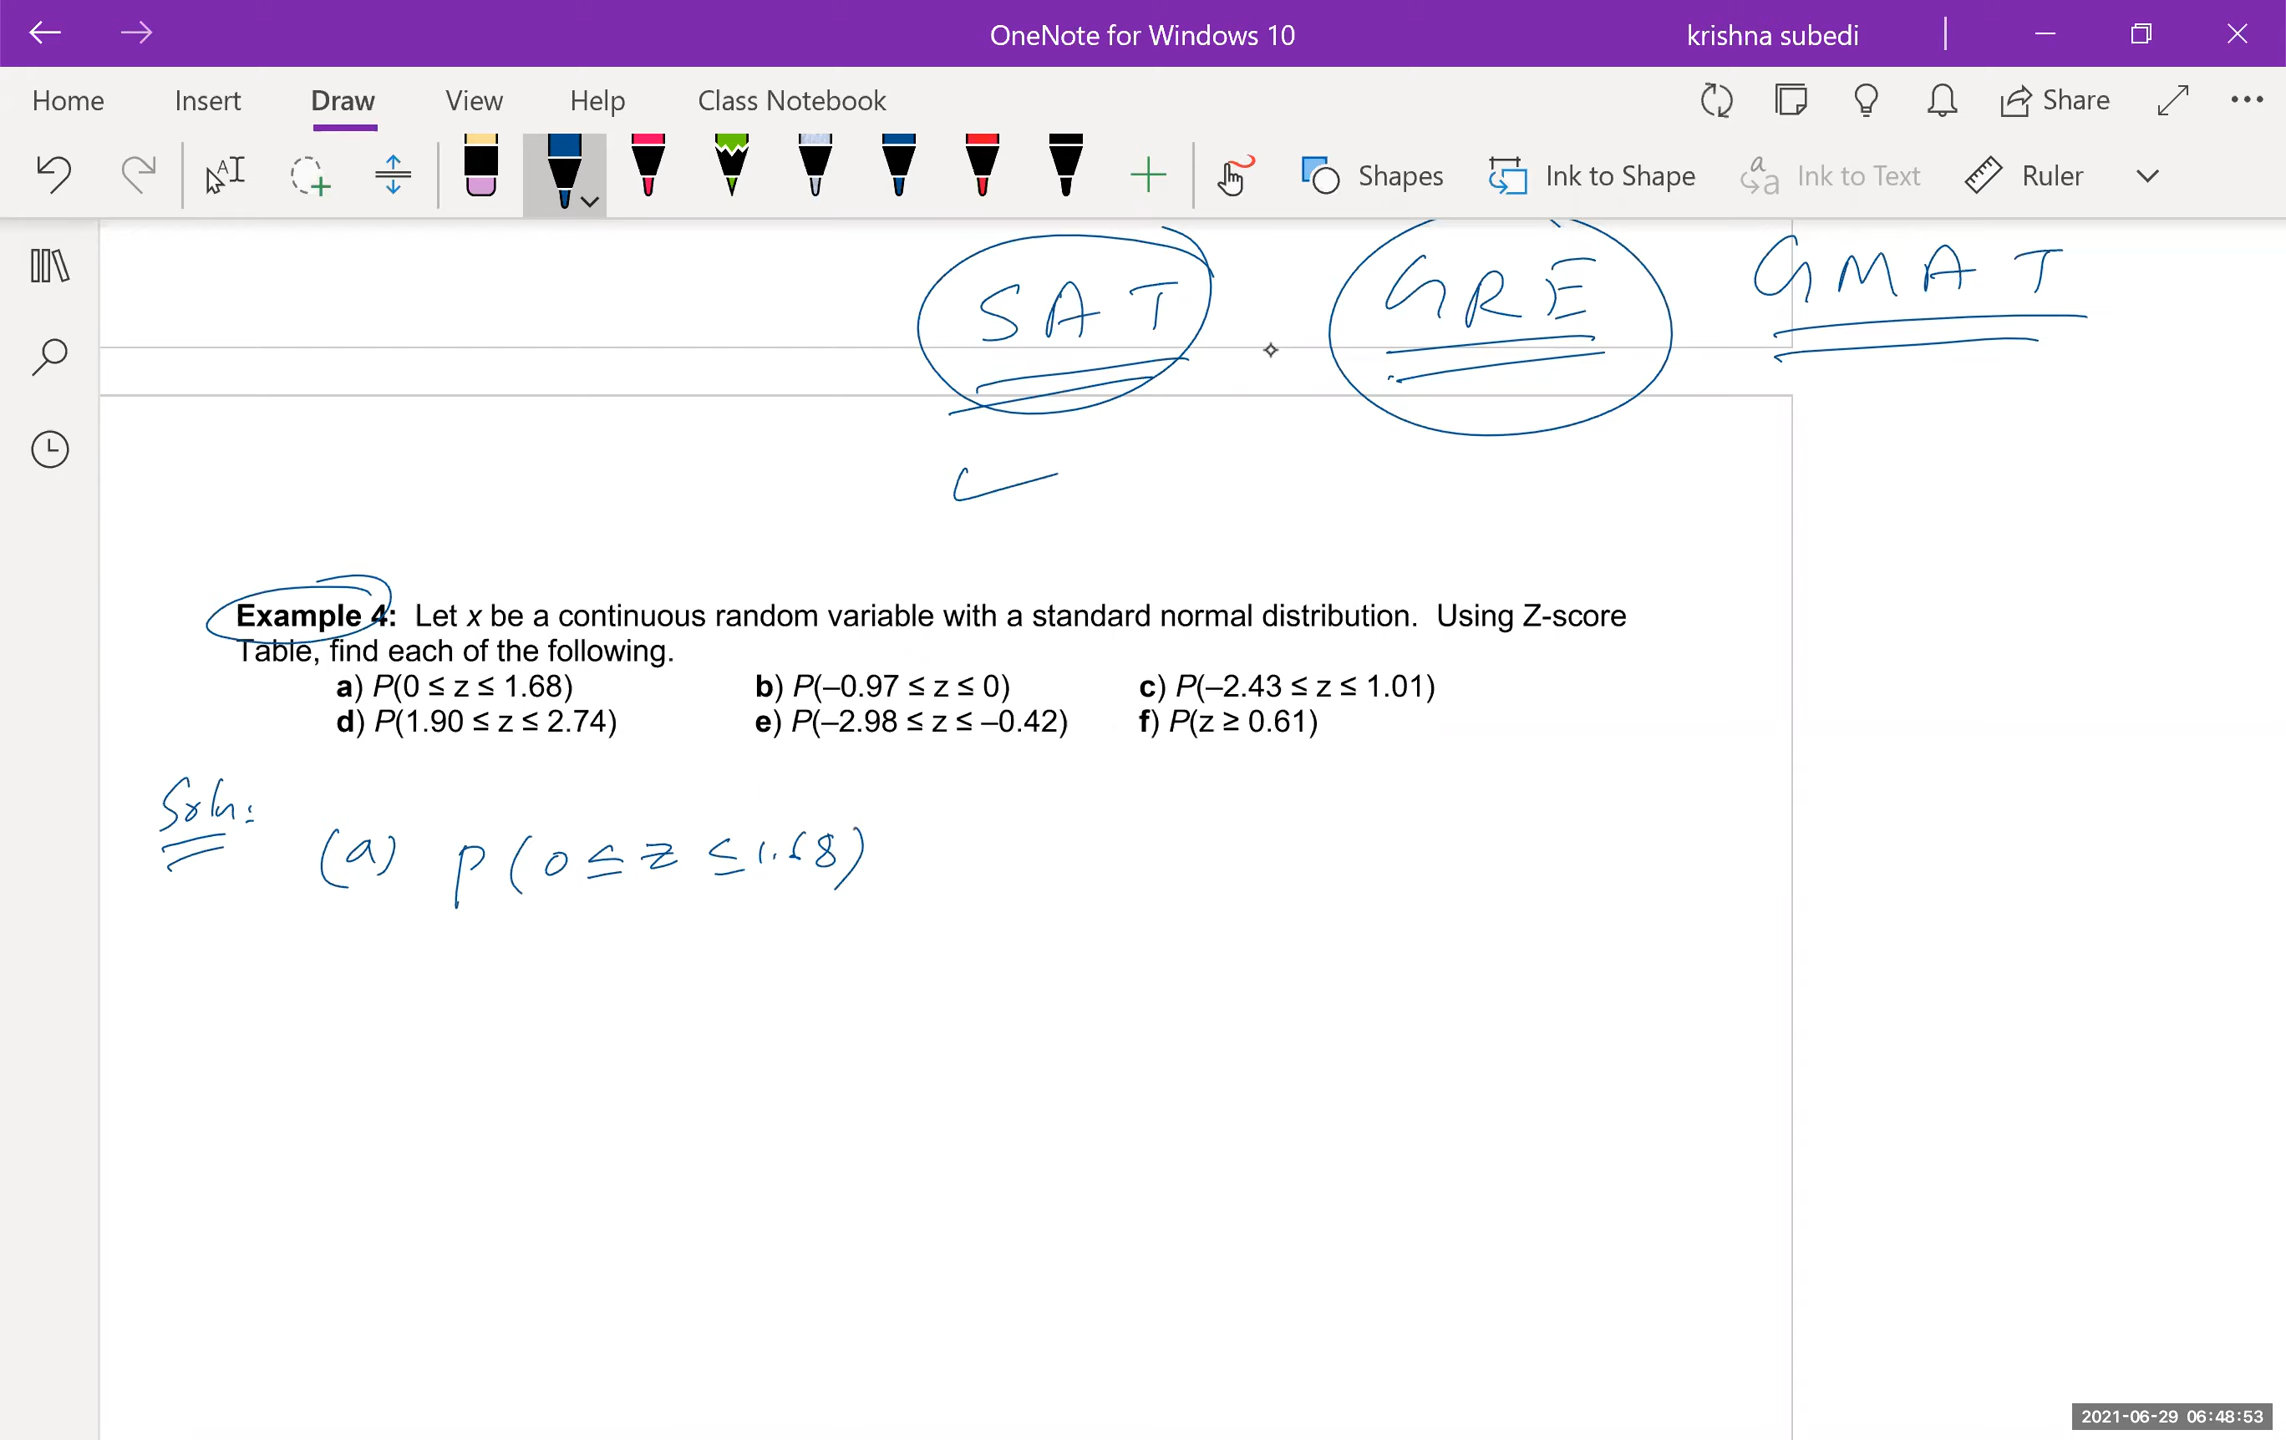 OneNote for Windows 10
krishna subedi
Home Insert Draw View Help Class Notebook
Share
Shapes Ink to Shape Ink to Text Ruler
SAT GRE GMAT
Example 4: Let x be a continuous random variable with a standard normal distribution. Using Z-score
Table, find each of the following.
a) P(0 ≤ z ≤ 1.68) b) P(–0.97 ≤ z ≤ 0) c) P(–2.43 ≤ z ≤ 1.01)
d) P(1.90 ≤ z ≤ 2.74) e) P(–2.98 ≤ z ≤ –0.42) f) P(z ≥ 0.61)
Soln:
(a) P(0 ≤ z ≤ 1.68)
2021-06-29 06:48:53